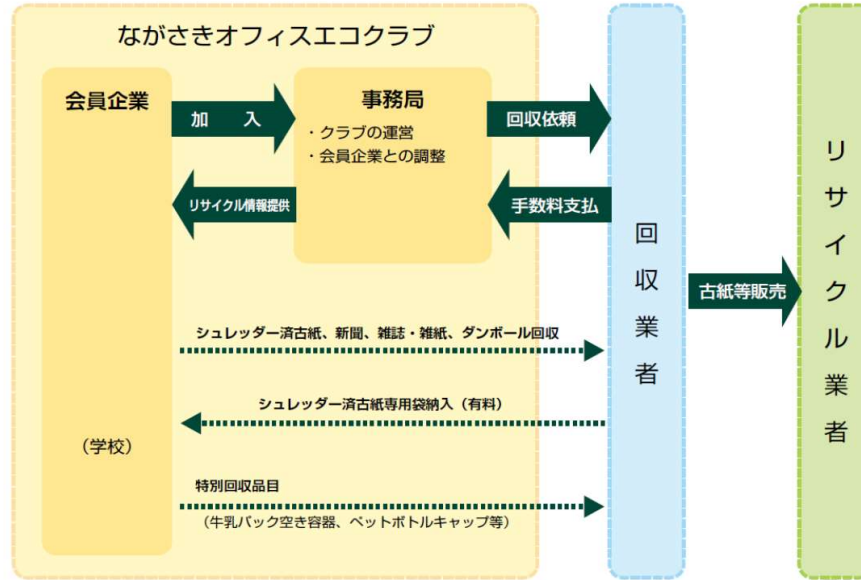 ながさきオフィスエコクラブ
会員企業
加　入
事務局
・クラブの運営
・会員企業との調整
回収依頼
リサイクル情報提供
手数料支払
回収業者
古紙等販売
リサイクル業者
シュレッダー済古紙、新聞、雑誌・雑紙、ダンボール回収
シュレッダー済古紙専用袋納入（有料）
（学校）
特別回収品目
（牛乳パック空き容器、ペットボトルキャップ等）